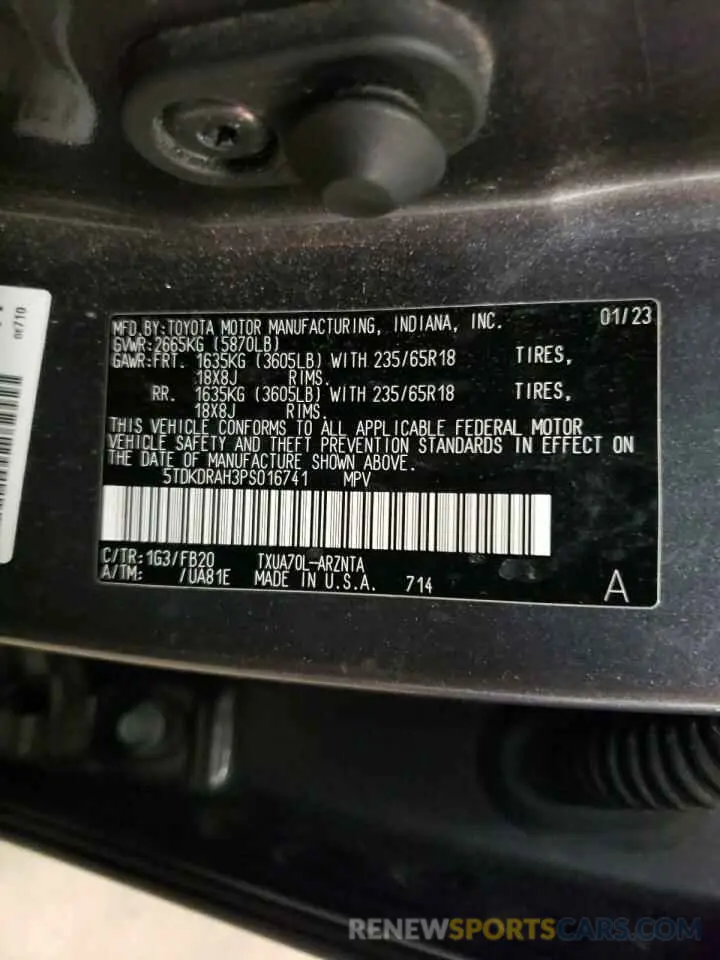 MFD.BY:TOYOTA MOTOR MANUFACTURING, INDIANA, INC. 01/23
GVWR:2665KG (5870LB)
GAWR:FRT. 1635KG (3605LB) WITH 235/65R18 TIRES,
18X8J RIMS.
RR. 1635KG (3605LB) WITH 235/65R18 TIRES,
18X8J RIMS.
THIS VEHICLE CONFORMS TO ALL APPLICABLE FEDERAL MOTOR
VEHICLE SAFETY AND THEFT PREVENTION STANDARDS IN EFFECT ON
THE DATE OF MANUFACTURE SHOWN ABOVE.
5TDKDRAH3PS016741 MPV
C/TR:1G3/FB20 TXUA70L-ARZNTA
A/TM: /UA81E MADE IN U.S.A. 714 A
RENEWSPORTSCARS.COM